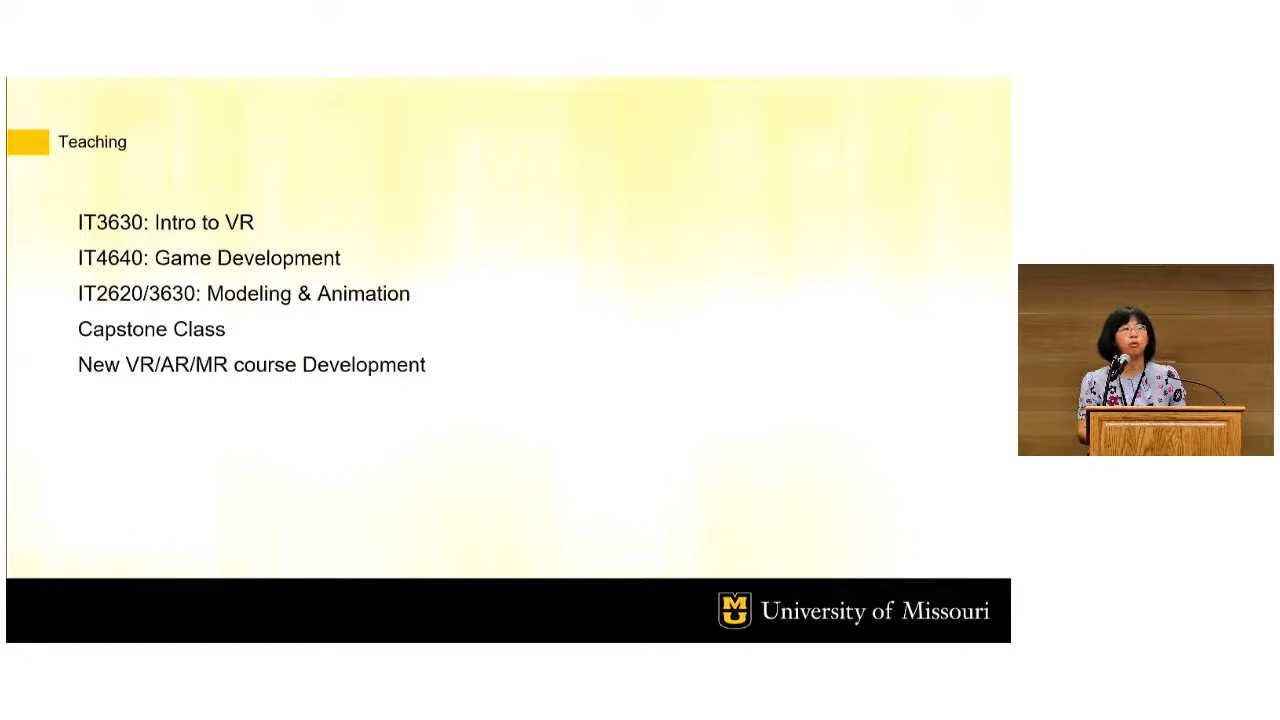 Teaching
IT3630: Intro to VR
IT4640: Game Development
IT2620/3630: Modeling & Animation
Capstone Class
New VR/AR/MR course Development
MU University of Missouri